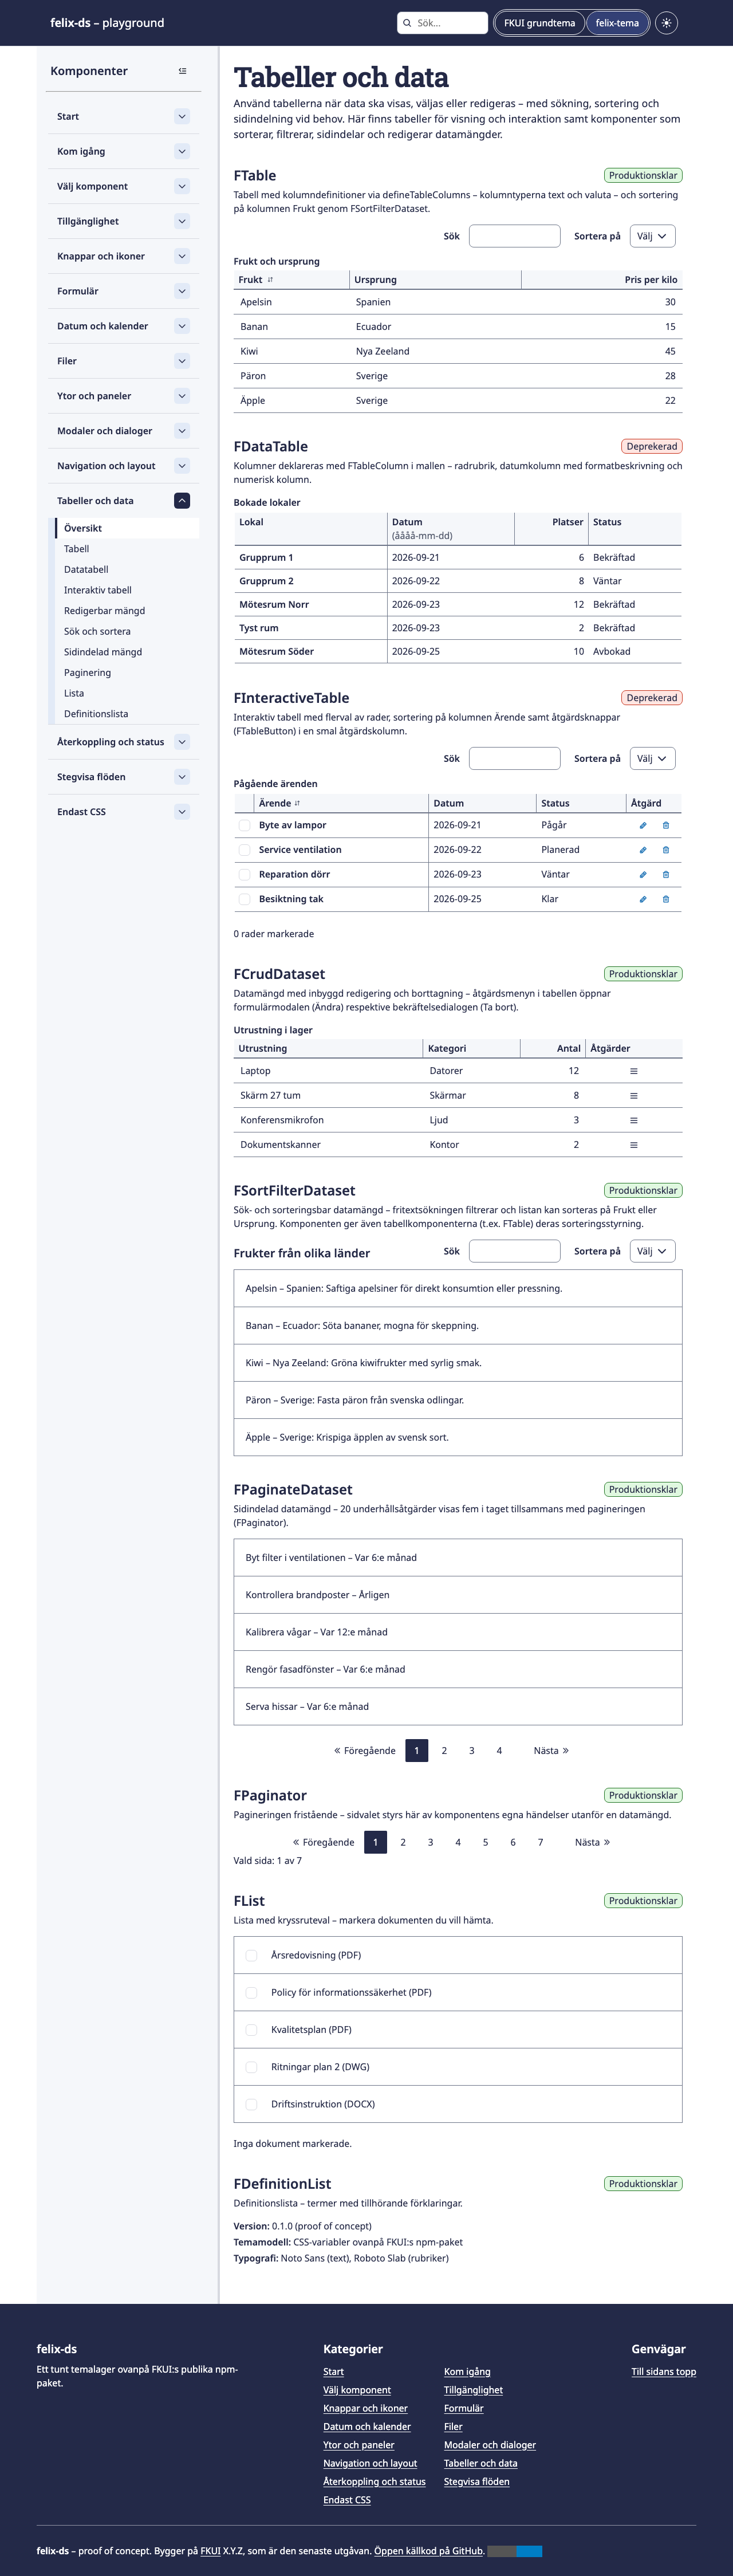 felix-ds – playground
Sök...
FKUI grundtema
felix-tema
Komponenter
Start
Kom igång
Välj komponent
Tillgänglighet
Knappar och ikoner
Formulär
Datum och kalender
Filer
Ytor och paneler
Modaler och dialoger
Navigation och layout
Tabeller och data
Översikt
Tabell
Datatabell
Interaktiv tabell
Redigerbar mängd
Sök och sortera
Sidindelad mängd
Paginering
Lista
Definitionslista
Återkoppling och status
Stegvisa flöden
Endast CSS
Tabeller och data
Använd tabellerna när data ska visas, väljas eller redigeras – med sökning, sortering och
sidindelning vid behov. Här finns tabeller för visning och interaktion samt komponenter som
sorterar, filtrerar, sidindelar och redigerar datamängder.
FTable
Produktionsklar
Tabell med kolumndefinitioner via defineTableColumns – kolumntyperna text och valuta – och sortering
på kolumnen Frukt genom FSortFilterDataset.
Sök
Sortera på
Välj
Frukt och ursprung
Frukt Ursprung Pris per kilo
Apelsin Spanien 30
Banan Ecuador 15
Kiwi Nya Zeeland 45
Päron Sverige 28
Äpple Sverige 22
FDataTable
Deprekerad
Kolumner deklareras med FTableColumn i mallen – radrubrik, datumkolumn med formatbeskrivning och
numerisk kolumn.
Bokade lokaler
Lokal Datum Platser Status
(åååå-mm-dd)
Grupprum 1 2026-09-21 6 Bekräftad
Grupprum 2 2026-09-22 8 Väntar
Mötesrum Norr 2026-09-23 12 Bekräftad
Tyst rum 2026-09-23 2 Bekräftad
Mötesrum Söder 2026-09-25 10 Avbokad
FInteractiveTable
Deprekerad
Interaktiv tabell med flerval av rader, sortering på kolumnen Ärende samt åtgärdsknappar
(FTableButton) i en smal åtgärdskolumn.
Sök
Sortera på
Välj
Pågående ärenden
Ärende Datum Status Åtgärd
Byte av lampor 2026-09-21 Pågår
Service ventilation 2026-09-22 Planerad
Reparation dörr 2026-09-23 Väntar
Besiktning tak 2026-09-25 Klar
0 rader markerade
FCrudDataset
Produktionsklar
Datamängd med inbyggd redigering och borttagning – åtgärdsmenyn i tabellen öppnar
formulärmodalen (Ändra) respektive bekräftelsedialogen (Ta bort).
Utrustning i lager
Utrustning Kategori Antal Åtgärder
Laptop Datorer 12
Skärm 27 tum Skärmar 8
Konferensmikrofon Ljud 3
Dokumentskanner Kontor 2
FSortFilterDataset
Produktionsklar
Sök- och sorteringsbar datamängd – fritextsökningen filtrerar och listan kan sorteras på Frukt eller
Ursprung. Komponenten ger även tabellkomponenterna (t.ex. FTable) deras sorteringsstyrning.
Frukter från olika länder
Sök
Sortera på
Välj
Apelsin – Spanien: Saftiga apelsiner för direkt konsumtion eller pressning.
Banan – Ecuador: Söta bananer, mogna för skeppning.
Kiwi – Nya Zeeland: Gröna kiwifrukter med syrlig smak.
Päron – Sverige: Fasta päron från svenska odlingar.
Äpple – Sverige: Krispiga äpplen av svensk sort.
FPaginateDataset
Produktionsklar
Sidindelad datamängd – 20 underhållsåtgärder visas fem i taget tillsammans med pagineringen
(FPaginator).
Byt filter i ventilationen – Var 6:e månad
Kontrollera brandposter – Årligen
Kalibrera vågar – Var 12:e månad
Rengör fasadfönster – Var 6:e månad
Serva hissar – Var 6:e månad
Föregående 1 2 3 4 Nästa
FPaginator
Produktionsklar
Pagineringen fristående – sidvalet styrs här av komponentens egna händelser utanför en datamängd.
Föregående 1 2 3 4 5 6 7 Nästa
Vald sida: 1 av 7
FList
Produktionsklar
Lista med kryssruteval – markera dokumenten du vill hämta.
Årsredovisning (PDF)
Policy för informationssäkerhet (PDF)
Kvalitetsplan (PDF)
Ritningar plan 2 (DWG)
Driftsinstruktion (DOCX)
Inga dokument markerade.
FDefinitionList
Produktionsklar
Definitionslista – termer med tillhörande förklaringar.
Version: 0.1.0 (proof of concept)
Temamodell: CSS-variabler ovanpå FKUI:s npm-paket
Typografi: Noto Sans (text), Roboto Slab (rubriker)
felix-ds
Ett tunt temalager ovanpå FKUI:s publika npm-
paket.
Kategorier
Start Kom igång
Välj komponent Tillgänglighet
Knappar och ikoner Formulär
Datum och kalender Filer
Ytor och paneler Modaler och dialoger
Navigation och layout Tabeller och data
Återkoppling och status Stegvisa flöden
Endast CSS
Genvägar
Till sidans topp
felix-ds – proof of concept. Bygger på FKUI X.Y.Z, som är den senaste utgåvan. Öppen källkod på GitHub.